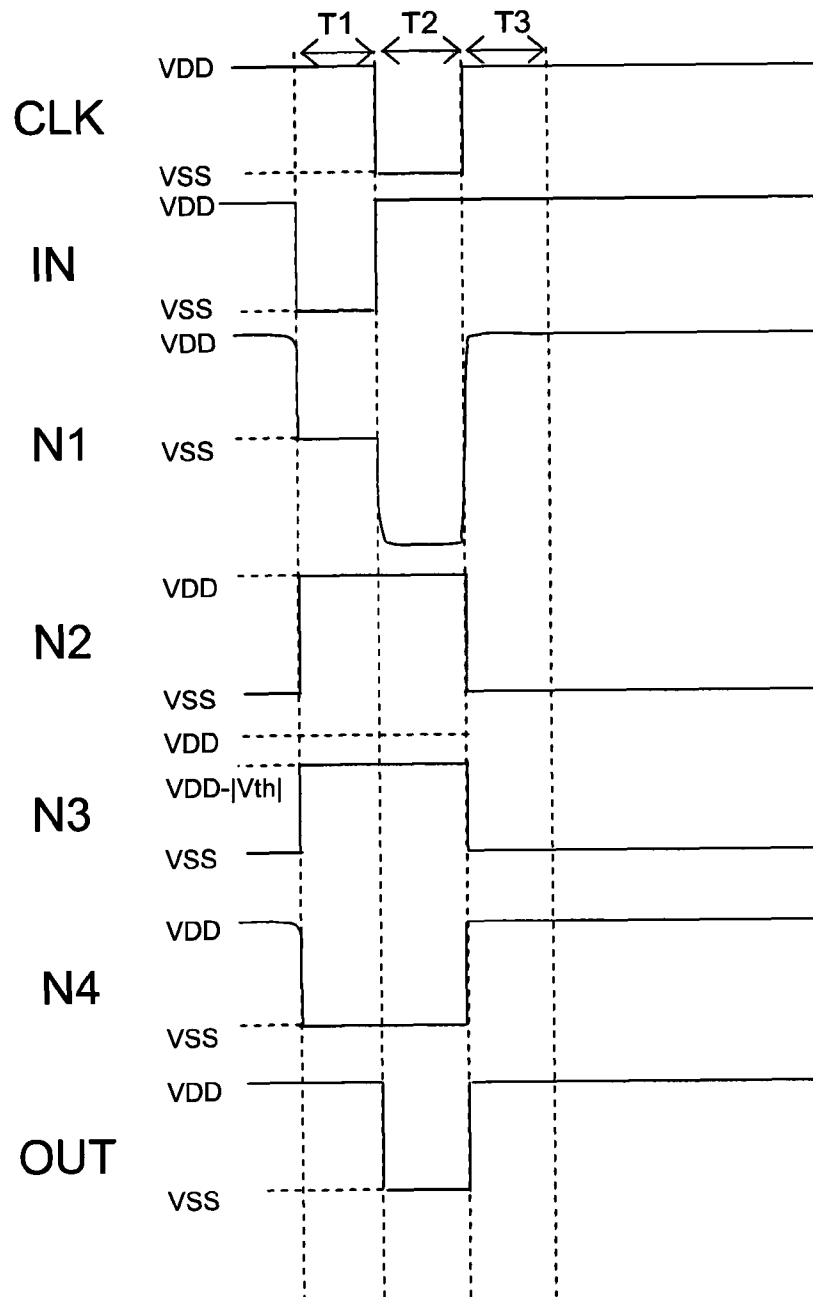 T1 T2 T3
VDD
CLK
VSS
VDD
IN
VSS
VDD
N1
VSS
VDD
N2
VSS
VDD
VDD-|Vth|
N3
VSS
VDD
N4
VSS
VDD
OUT
VSS